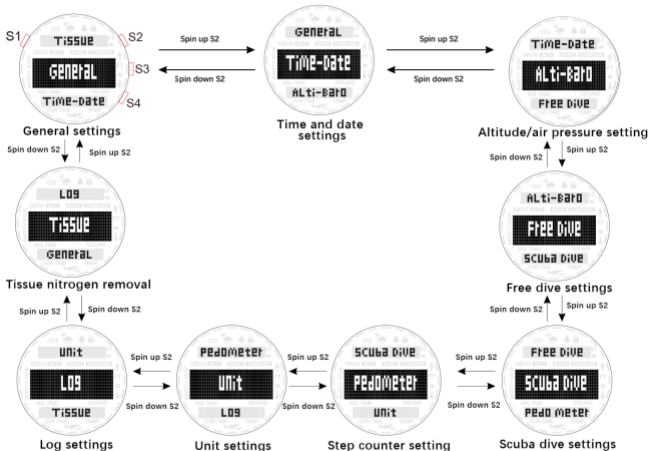 S1
Tissue
General
Time-Date
S2
S3
S4
General settings
Spin up S2
Spin down S2
General
Time-Date
Alti-Baro
Time and date
settings
Spin up S2
Spin down S2
Time-Date
Alti-Baro
Free Dive
Altitude/air pressure setting
Spin down S2
Spin up S2
Spin down S2
Spin up S2
Log
Tissue
General
Tissue nitrogen removal
Alti-Baro
Free Dive
Scuba Dive
Free dive settings
Spin up S2
Spin down S2
Spin down S2
Spin up S2
Unit
Log
Tissue
Log settings
Spin up S2
Spin down S2
Pedometer
Unit
Log
Unit settings
Spin up S2
Spin down S2
Scuba Dive
Pedometer
Unit
Step counter setting
Spin up S2
Spin down S2
Free Dive
Scuba Dive
Pedo Meter
Scuba dive settings